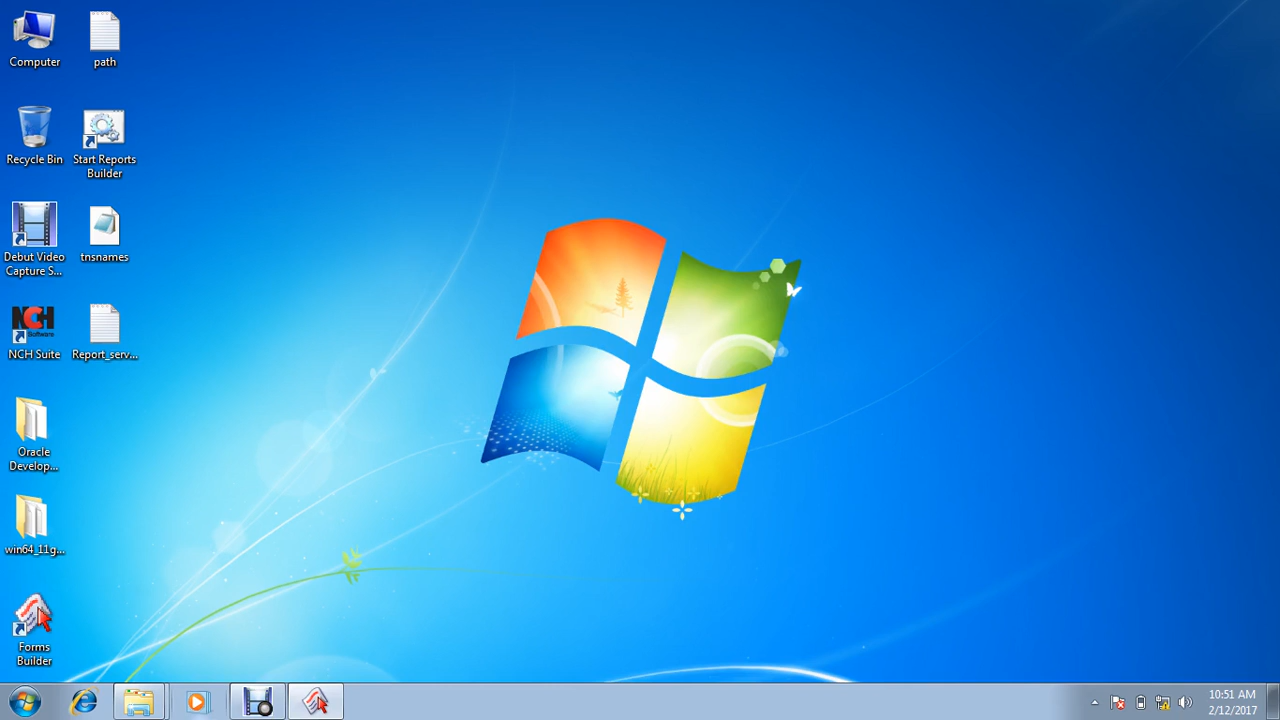 Computer
path
Recycle Bin
Start Reports
Builder
Debut Video
Capture S...
tnsnames
NCH
Software
NCH Suite
Report_serv...
Oracle
Develop...
win64_11g...
Forms
Builder
10:51 AM
2/12/2017